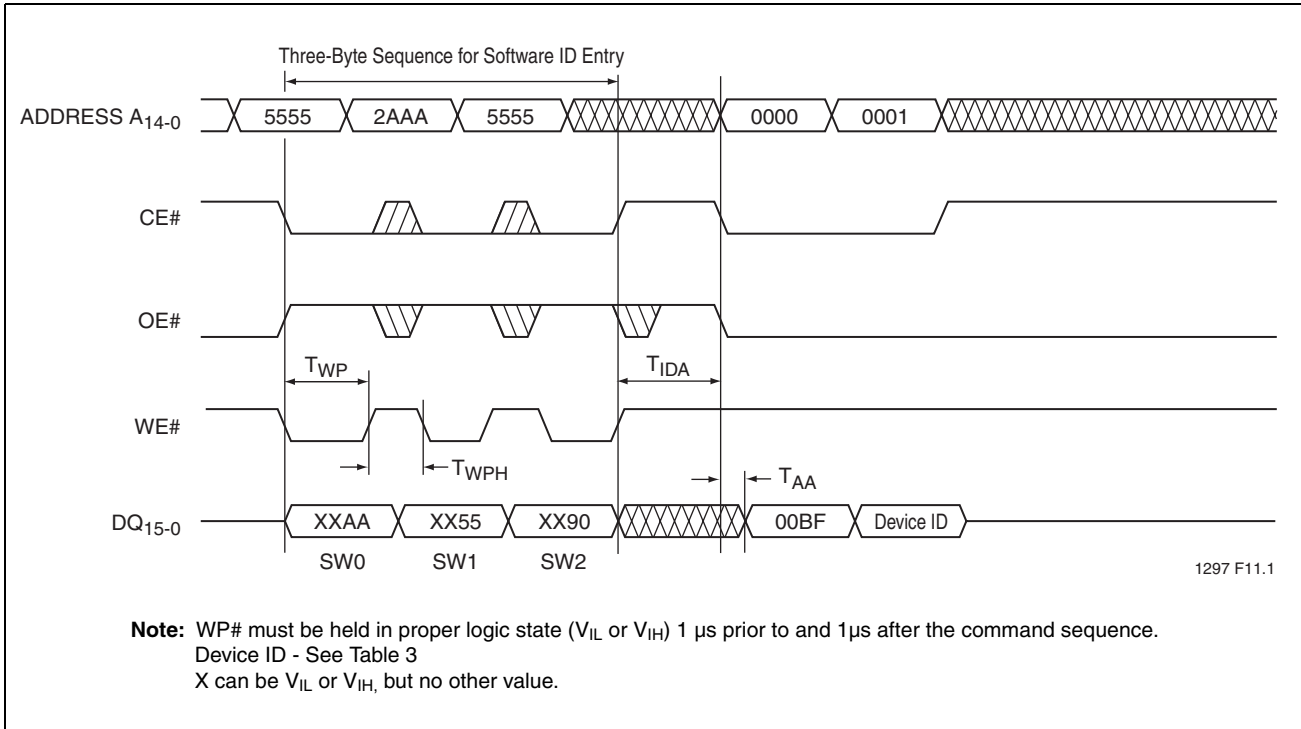 Three-Byte Sequence for Software ID Entry
ADDRESS A14-0
5555 2AAA 5555 0000 0001
CE#
OE#
TWP TIDA
WE#
TWPH TAA
DQ15-0
XXAA XX55 XX90 00BF Device ID
SW0 SW1 SW2
1297 F11.1
Note: WP# must be held in proper logic state (VIL or VIH) 1 µs prior to and 1µs after the command sequence.
Device ID - See Table 3
X can be VIL or VIH, but no other value.